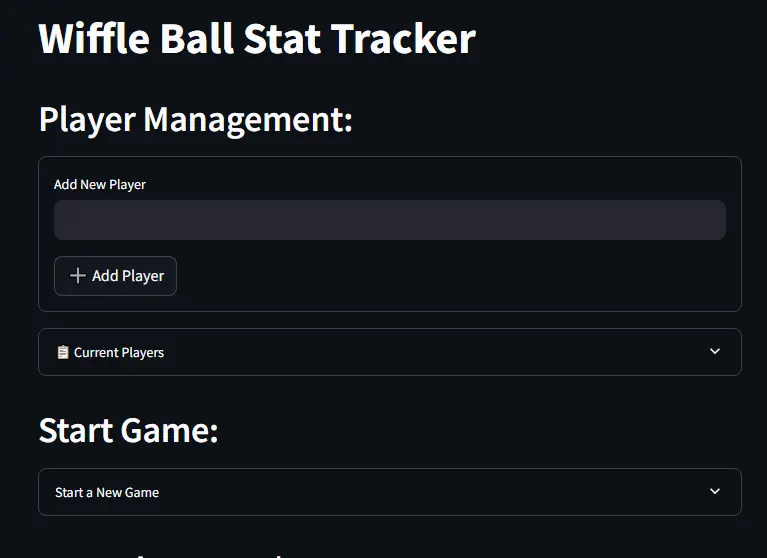 Wiffle Ball Stat Tracker
Player Management:
Add New Player
Add Player
Current Players
Start Game:
Start a New Game